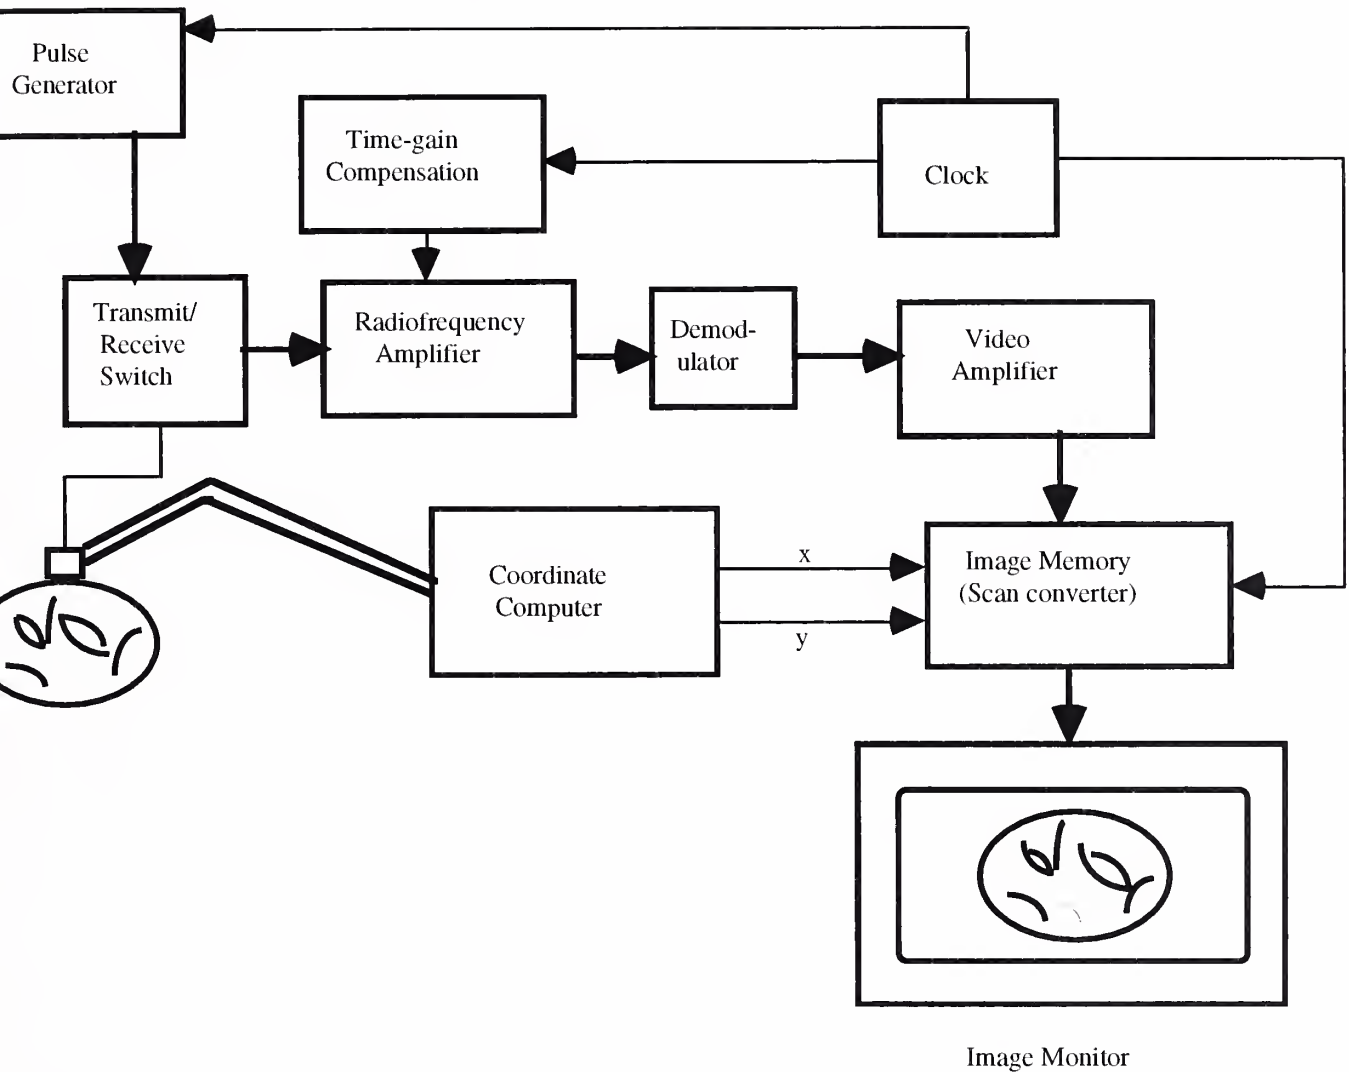 Pulse
Generator
Time-gain
Compensation
Clock
Transmit/
Receive
Switch
Radiofrequency
Amplifier
Demod-
ulator
Video
Amplifier
Coordinate
Computer
x
y
Image Memory
(Scan converter)
Image Monitor